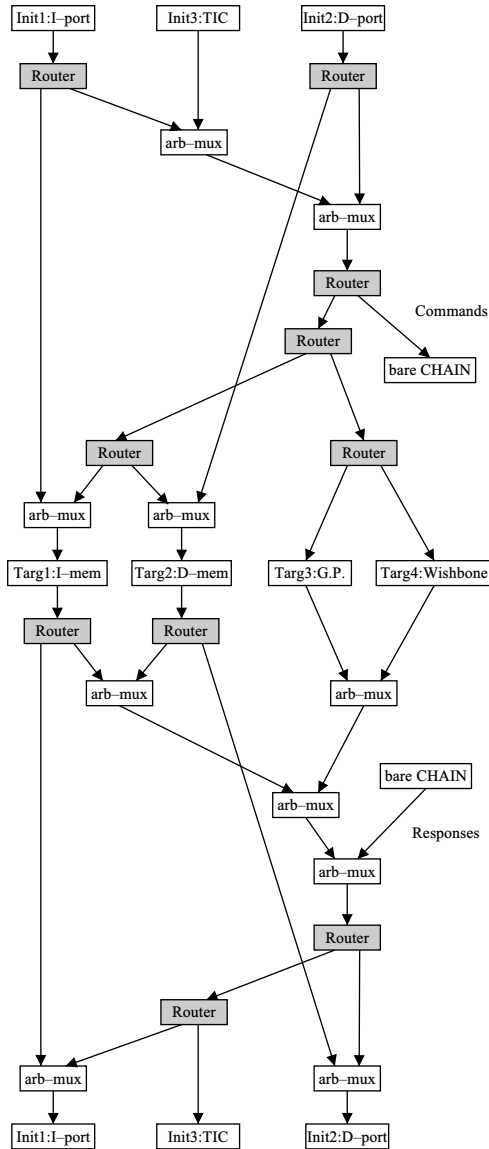 Init1:I–port
Init3:TIC
Init2:D–port
Router
Router
arb–mux
arb–mux
Router
Commands
Router
bare CHAIN
Router
Router
arb–mux
arb–mux
Targ1:I–mem
Targ2:D–mem
Targ3:G.P.
Targ4:Wishbone
Router
Router
arb–mux
arb–mux
bare CHAIN
arb–mux
Responses
arb–mux
Router
Router
arb–mux
arb–mux
Init1:I–port
Init3:TIC
Init2:D–port